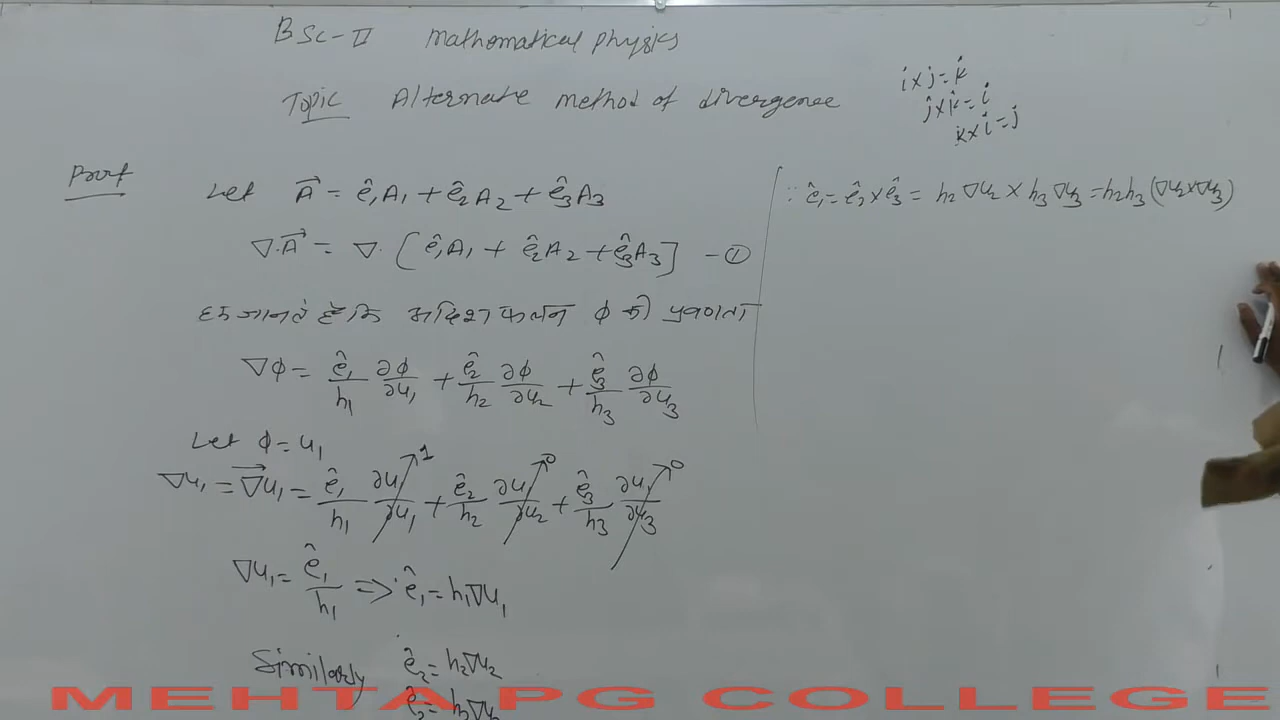 BSc-II Mathematical physics
Topic Alternate method of divergence
i×j=k
j×k=i
k×i=j
Proof
Let A⃗ = ê₁A₁ + ê₂A₂ + ê₃A₃
∇·A⃗ = ∇·[ê₁A₁ + ê₂A₂ + ê₃A₃] —①
हम जानते हैं कि अदिश फलन ϕ की प्रवणता
∇ϕ = ê₁/h₁ ∂ϕ/∂u₁ + ê₂/h₂ ∂ϕ/∂u₂ + ê₃/h₃ ∂ϕ/∂u₃
Let ϕ = u₁
∇u₁ = ∇⃗u₁ = ê₁/h₁ ∂u₁/∂u₁ ↗1 + ê₂/h₂ ∂u₁/∂u₂ ↗0 + ê₃/h₃ ∂u₁/∂u₃ ↗0
∇u₁ = ê₁/h₁ ⇒ ê₁ = h₁∇u₁
Similarly ê₂ = h₂∇u₂
ê₃ = h₃∇u₃
∵ ê₁ = ê₂ × ê₃ = h₂∇u₂ × h₃∇u₃ = h₂h₃(∇u₂×∇u₃)
MEHTA PG COLLEGE